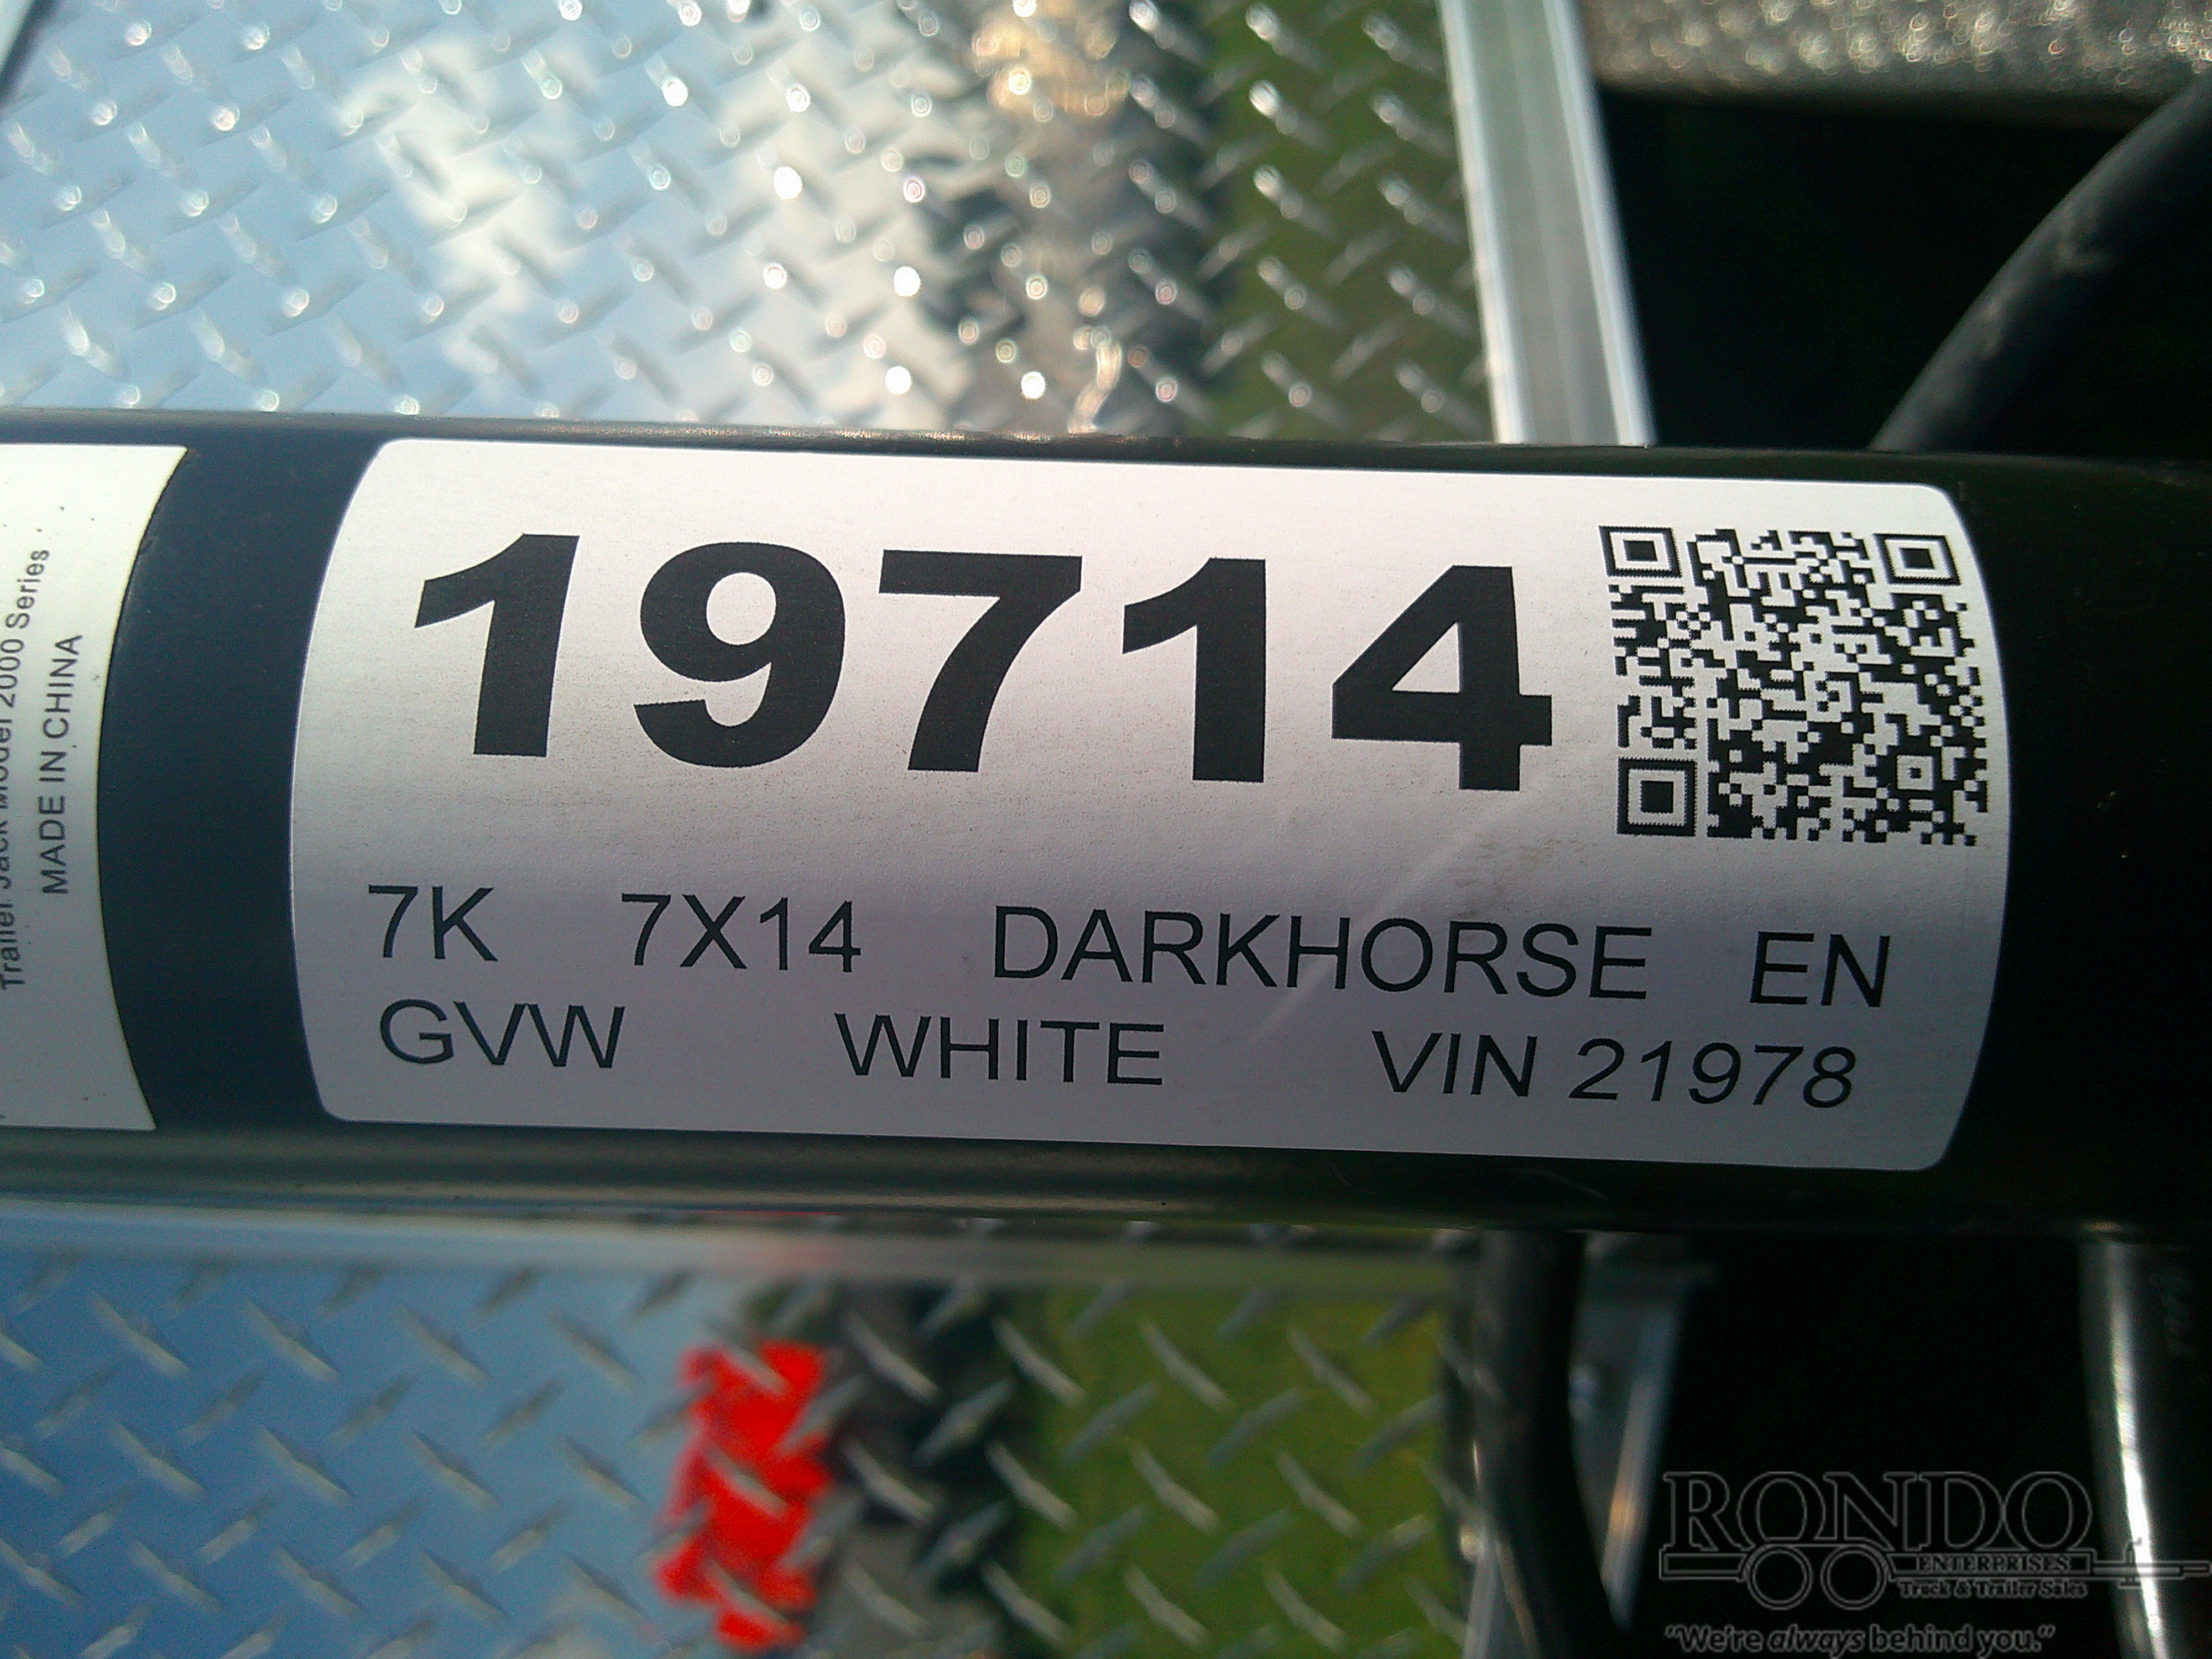 19714
7K 7X14 DARKHORSE EN
GVW WHITE VIN 21978
Trailer Jack Model 2000 Series
MADE IN CHINA
RONDO
ENTERPRISES
Truck & Trailer Sales
"We're always behind you."